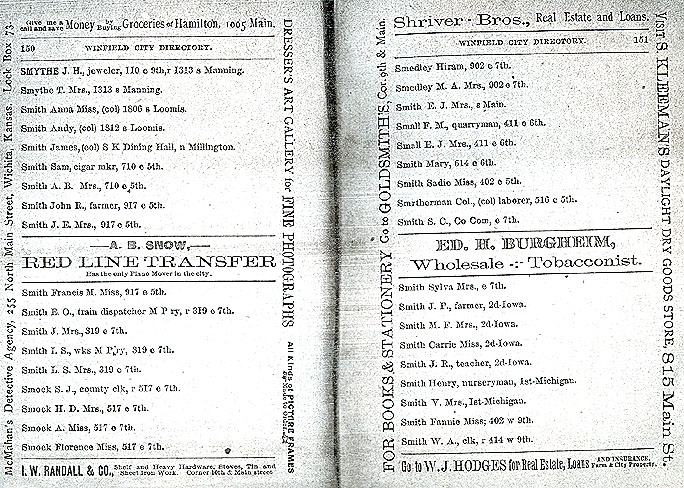 Give me a call and save Money by Buying Groceries of Hamilton, 1005 Main.
150 WINFIELD CITY DIRECTORY.
SMYTHE J. H., jeweler, 110 e 9th, r 1313 s Manning.
Smythe T. Mrs., 1313 s Manning.
Smith Anna Miss, (col) 1806 s Loomis.
Smith Andy, (col) 1812 s Loomis.
Smith James, (col) S K Dining Hall, n Millington.
Smith Sam, cigar mkr, 710 e 5th.
Smith A. B. Mrs., 710 e 5th.
Smith John R., farmer, 917 e 5th.
Smith J. E. Mrs., 917 e 5th.
—A. B. SNOW,—
RED LINE TRANSFER
Has the only Piano Mover in the city.
Smith Francis M. Miss, 917 e 5th.
Smith E. O., train dispatcher M P ry, r 319 e 7th.
Smith J. Mrs., 319 e 7th.
Smith I. S., wks M P ry, 319 e 7th.
Smith L. S. Mrs., 319 e 7th.
Smock S. J., county clk, r 517 e 7th.
Smock H. D. Mrs., 517 e 7th.
Smock A. Miss, 517 e 7th.
Smock Florence Miss, 517 e 7th.
I. W. RANDALL & CO., Shelf and Heavy Hardware, Stoves, Tin and Sheet Iron Work. Corner 10th & Main street
McMahan's Detective Agency, 255 North Main Street, Wichita, Kansas. Lock Box 73.
DRESSER'S ART GALLERY for FINE PHOTOGRAPHS
All Kinds of PICTURE FRAMES
Shriver - Bros., Real Estate and Loans.
WINFIELD CITY DIRECTORY. 151
Smedley Hiram, 902 e 7th.
Smedley M. A. Mrs., 902 e 7th.
Smith E. J. Mrs., s Main.
Small F. M., quarryman, 411 e 6th.
Small E. J. Mrs., 411 e 6th.
Smith Mary, 614 e 6th.
Smith Sadie Miss, 402 e 5th.
Smartherman Col., (col) laborer, 516 e 5th.
Smith S. C., Co Com, e 7th.
ED. H. BURGHEIM,
Wholesale -:- Tobacconist.
Smith Sylva Mrs., e 7th.
Smith J. P., farmer, 2d-Iowa.
Smith M. F. Mrs., 2d-Iowa.
Smith Carrie Miss, 2d-Iowa.
Smith J. R., teacher, 2d-Iowa.
Smith Henry, nurseryman, 1st-Michigan.
Smith V. Mrs., 1st-Michigan.
Smith Fannie Miss; 402 w 9th.
Smith W. A., clk, r 414 w 9th.
Go to W. J. HODGES for Real Estate, Loans AND INSURANCE, Farm & City Property.
FOR BOOKS & STATIONERY Go to GOLDSMITH'S, Cor. 9th & Main.
VISIT S KLEEMAN'S DAYLIGHT DRY GOODS STORE, 815 Main St.